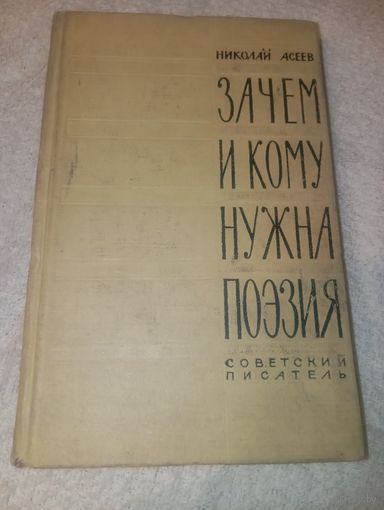 НИКОЛАЙ АСЕЕВ
ЗАЧЕМ
И КОМУ
НУЖНА
ПОЭЗИЯ
СОВЕТСКИЙ
ПИСАТЕЛЬ